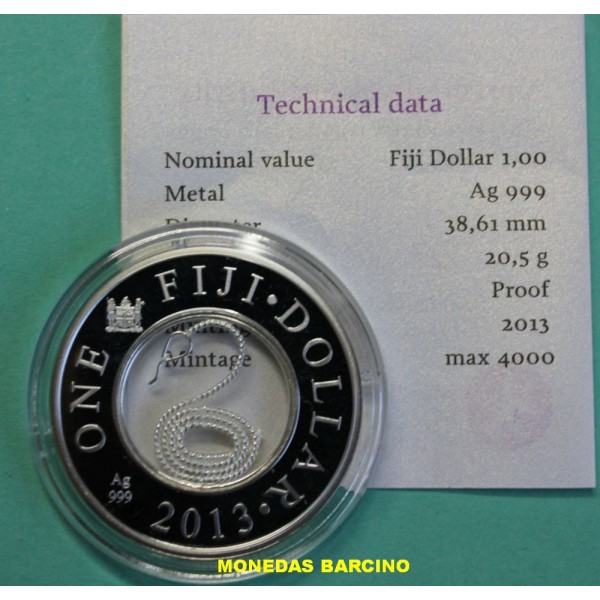 Technical data
Nominal value Fiji Dollar 1,00
Metal Ag 999
Diameter 38,61 mm
20,5 g
Proof
2013
Mintage max 4000
ONE FIJI·DOLLAR·
2013·
Ag
999
MONEDAS BARCINO